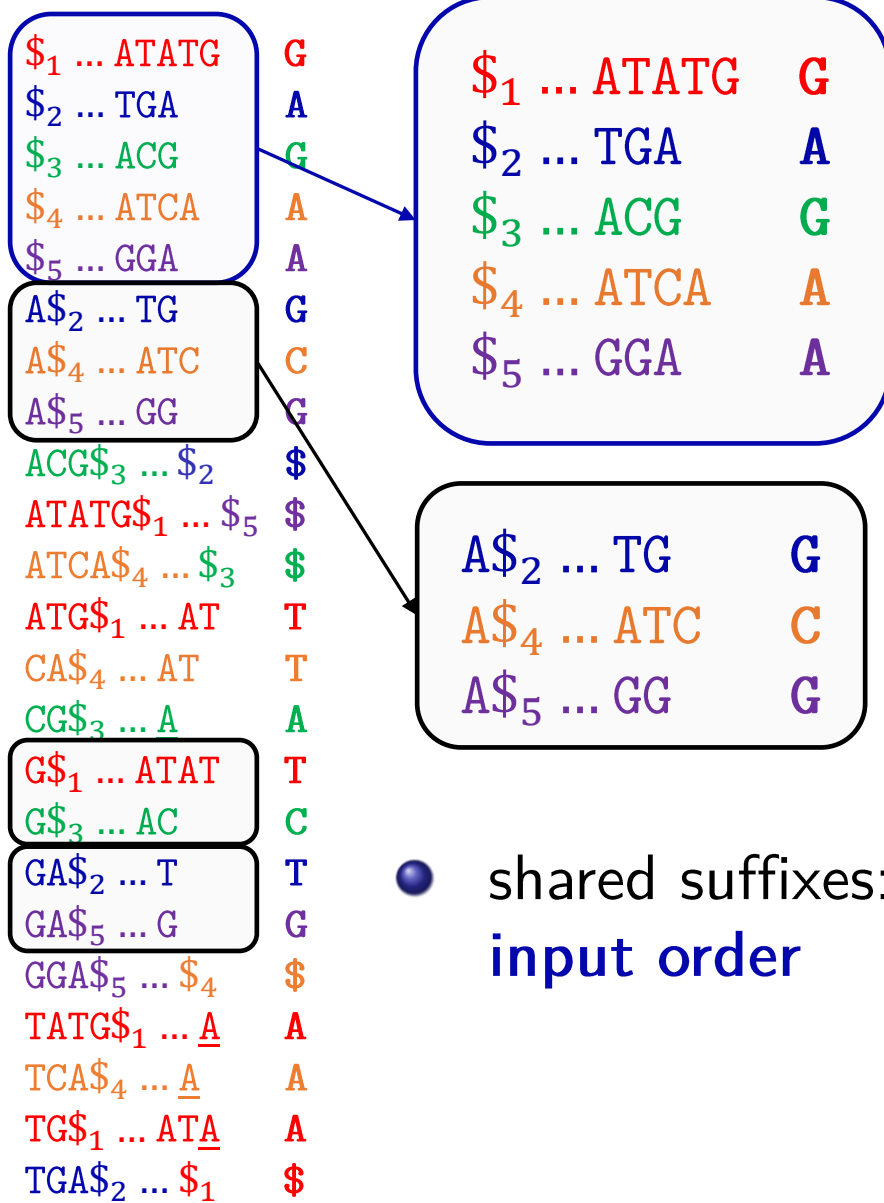 $₁ ... ATATG G
$₂ ... TGA A
$₃ ... ACG G
$₄ ... ATCA A
$₅ ... GGA A
A$₂ ... TG G
A$₄ ... ATC C
A$₅ ... GG G
ACG$₃ ... $₂ $
ATATG$₁ ... $₅ $
ATCA$₄ ... $₃ $
ATG$₁ ... AT T
CA$₄ ... AT T
CG$₃ ... A A
G$₁ ... ATAT T
G$₃ ... AC C
GA$₂ ... T T
GA$₅ ... G G
GGA$₅ ... $₄ $
TATG$₁ ... A A
TCA$₄ ... A A
TG$₁ ... ATA A
TGA$₂ ... $₁ $
$₁ ... ATATG G
$₂ ... TGA A
$₃ ... ACG G
$₄ ... ATCA A
$₅ ... GGA A
A$₂ ... TG G
A$₄ ... ATC C
A$₅ ... GG G
shared suffixes:
input order